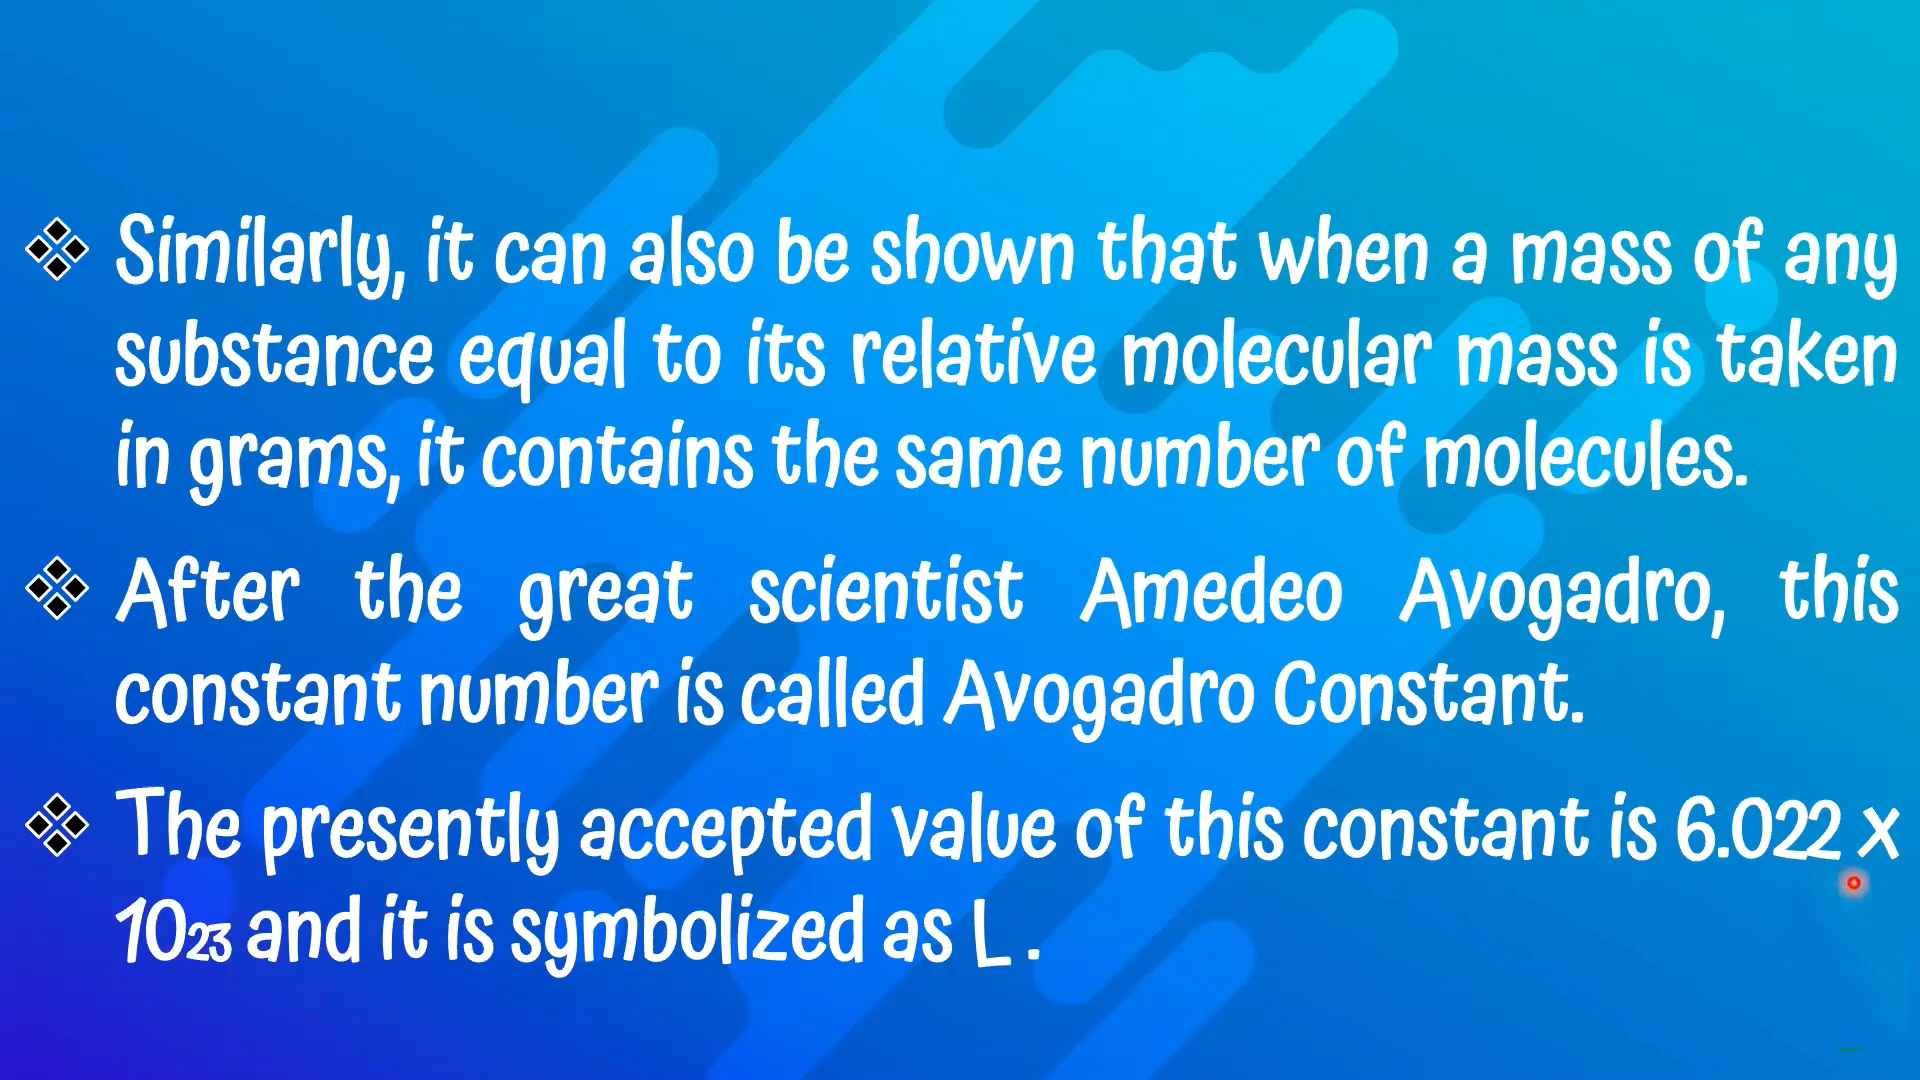 Similarly, it can also be shown that when a mass of any
substance equal to its relative molecular mass is taken
in grams, it contains the same number of molecules.
After the great scientist Amedeo Avogadro, this
constant number is called Avogadro Constant.
The presently accepted value of this constant is 6.022 x
10₂₃ and it is symbolized as L .